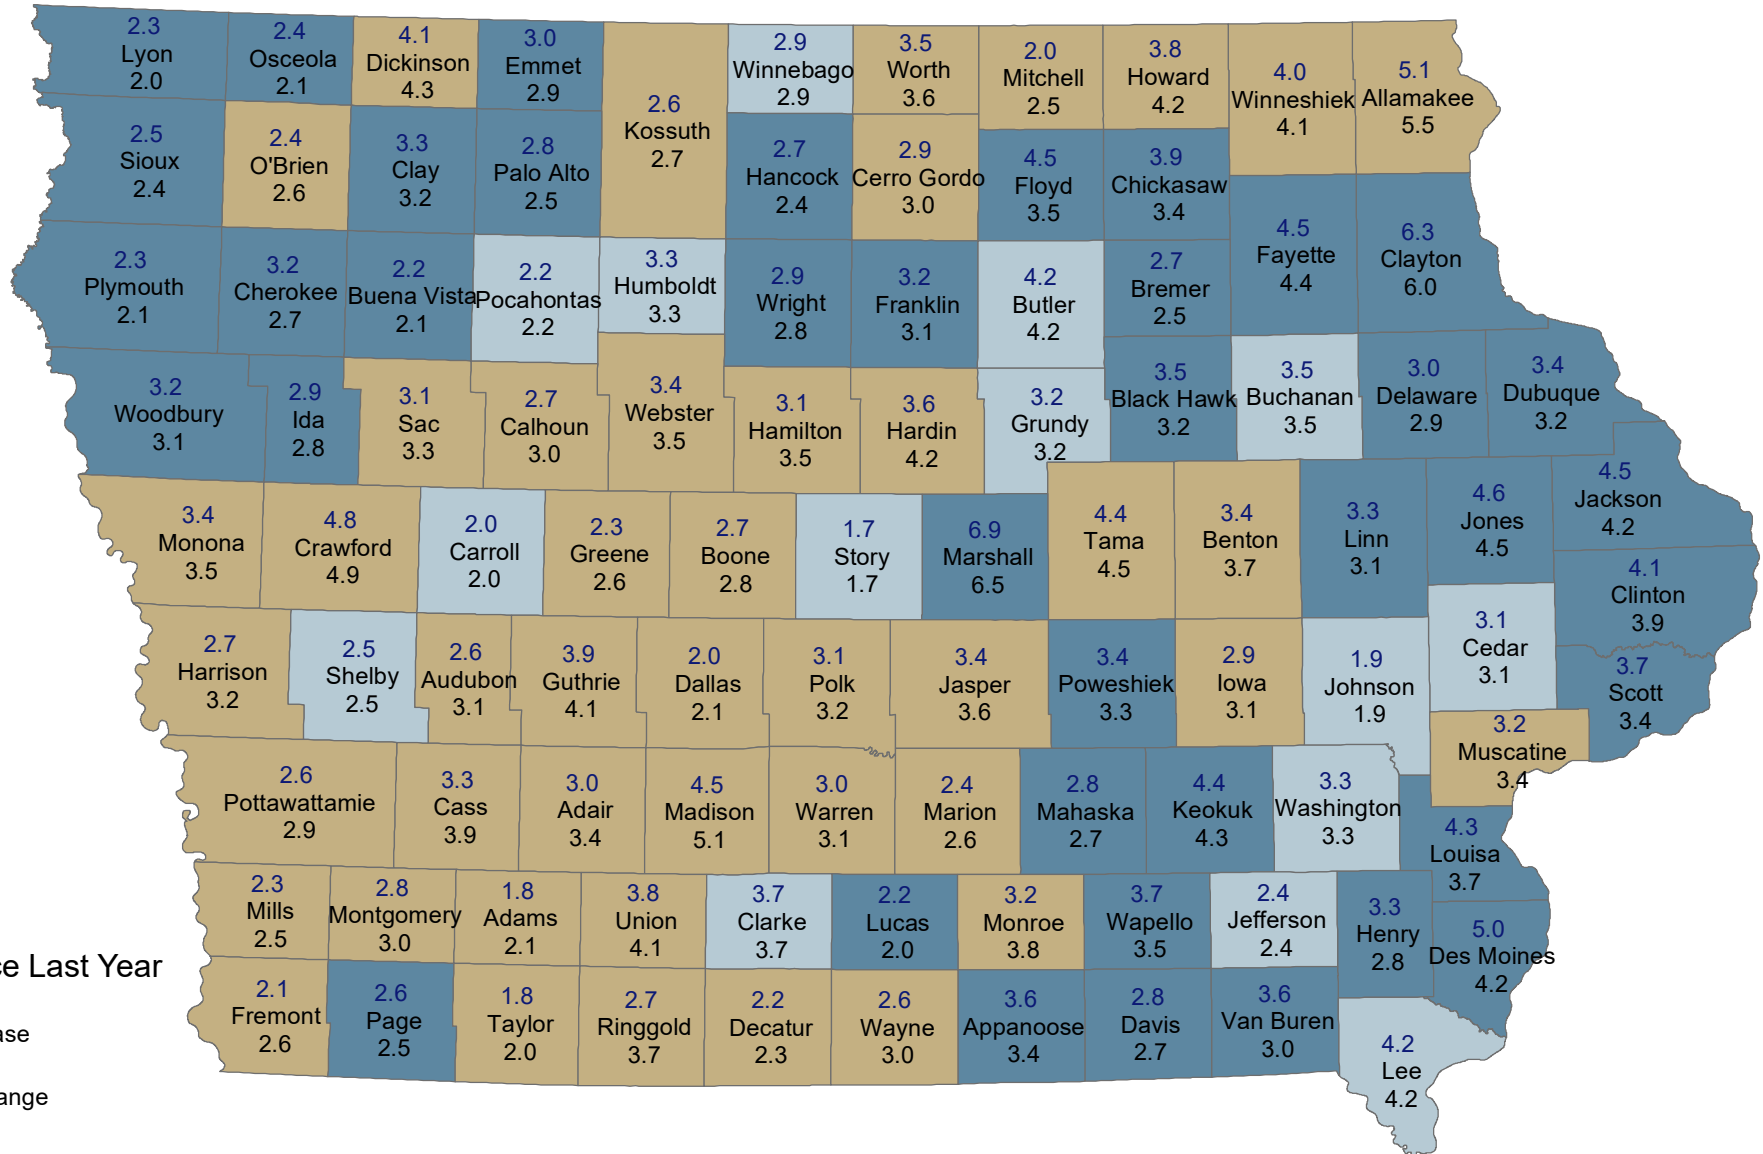 2.3
Lyon
2.0
2.4
Osceola
2.1
4.1
Dickinson
4.3
3.0
Emmet
2.9
2.6
Kossuth
2.7
2.9
Winnebago
2.9
3.5
Worth
3.6
2.0
Mitchell
2.5
3.8
Howard
4.2
4.0
Winneshiek
4.1
5.1
Allamakee
5.5
2.5
Sioux
2.4
2.4
O'Brien
2.6
3.3
Clay
3.2
2.8
Palo Alto
2.5
2.7
Hancock
2.4
2.9
Cerro Gordo
3.0
4.5
Floyd
3.5
3.9
Chickasaw
3.4
2.3
Plymouth
2.1
3.2
Cherokee
2.7
2.2
Buena Vista
2.1
2.2
Pocahontas
2.2
3.3
Humboldt
3.3
2.9
Wright
2.8
3.2
Franklin
3.1
4.2
Butler
4.2
2.7
Bremer
2.5
4.5
Fayette
4.4
6.3
Clayton
6.0
3.2
Woodbury
3.1
2.9
Ida
2.8
3.1
Sac
3.3
2.7
Calhoun
3.0
3.4
Webster
3.5
3.1
Hamilton
3.5
3.6
Hardin
4.2
3.2
Grundy
3.2
3.5
Black Hawk
3.2
3.5
Buchanan
3.5
3.0
Delaware
2.9
3.4
Dubuque
3.2
3.4
Monona
3.5
4.8
Crawford
4.9
2.0
Carroll
2.0
2.3
Greene
2.6
2.7
Boone
2.8
1.7
Story
1.7
6.9
Marshall
6.5
4.4
Tama
4.5
3.4
Benton
3.7
3.3
Linn
3.1
4.6
Jones
4.5
4.5
Jackson
4.2
4.1
Clinton
3.9
2.7
Harrison
3.2
2.5
Shelby
2.5
2.6
Audubon
3.1
3.9
Guthrie
4.1
2.0
Dallas
2.1
3.1
Polk
3.2
3.4
Jasper
3.6
3.4
Poweshiek
3.3
2.9
Iowa
3.1
1.9
Johnson
1.9
3.1
Cedar
3.1
3.7
Scott
3.4
3.2
Muscatine
3.4
2.6
Pottawattamie
2.9
3.3
Cass
3.9
3.0
Adair
3.4
4.5
Madison
5.1
3.0
Warren
3.1
2.4
Marion
2.6
2.8
Mahaska
2.7
4.4
Keokuk
4.3
3.3
Washington
3.3
4.3
Louisa
3.7
2.3
Mills
2.5
2.8
Montgomery
3.0
1.8
Adams
2.1
3.8
Union
4.1
3.7
Clarke
3.7
2.2
Lucas
2.0
3.2
Monroe
3.8
3.7
Wapello
3.5
2.4
Jefferson
2.4
3.3
Henry
2.8
5.0
Des Moines
4.2
2.1
Fremont
2.6
2.6
Page
2.5
1.8
Taylor
2.0
2.7
Ringgold
3.7
2.2
Decatur
2.3
2.6
Wayne
3.0
3.6
Appanoose
3.4
2.8
Davis
2.7
3.6
Van Buren
3.0
4.2
Lee
4.2
ce Last Year
ase
ange